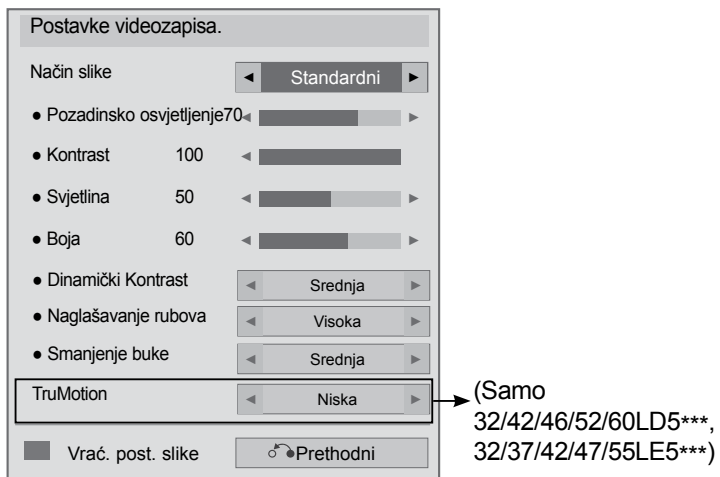 Postavke videozapisa.
Način slike ◄ Standardni ►
● Pozadinsko osvjetljenje70 ◄ ►
● Kontrast 100 ◄
● Svjetlina 50 ◄ ►
● Boja 60 ◄ ►
● Dinamički Kontrast ◄ Srednja ►
● Naglašavanje rubova ◄ Visoka ►
● Smanjenje buke ◄ Srednja ►
TruMotion ◄ Niska ►
(Samo
32/42/46/52/60LD5***,
32/37/42/47/55LE5***)
Vrać. post. slike Prethodni